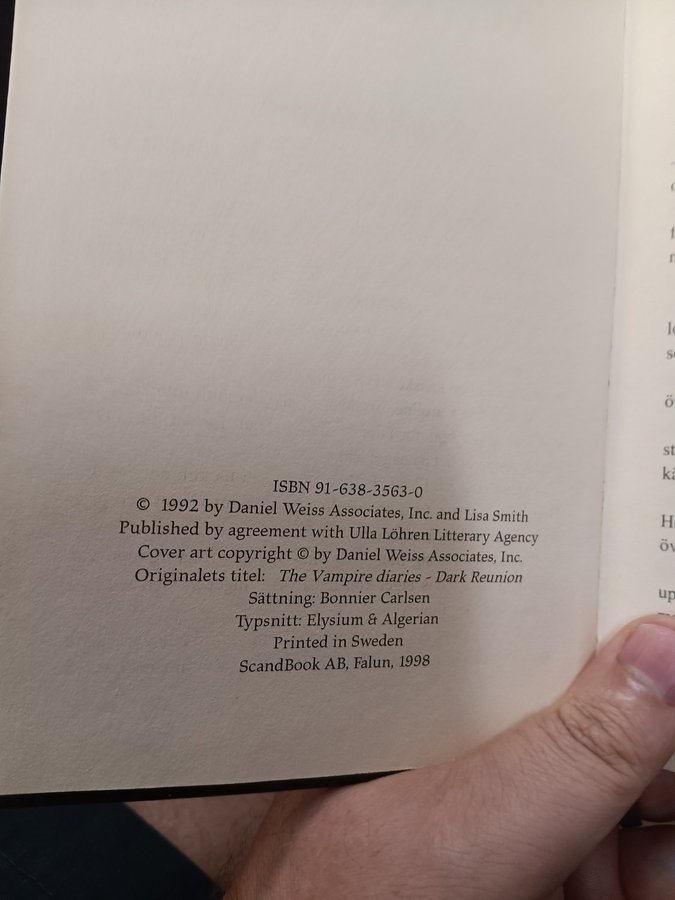 ISBN 91-638-3563-0
© 1992 by Daniel Weiss Associates, Inc. and Lisa Smith
Published by agreement with Ulla Löhren Litterary Agency
Cover art copyright © by Daniel Weiss Associates, Inc.
Originalets titel: The Vampire diaries - Dark Reunion
Sättning: Bonnier Carlsen
Typsnitt: Elysium & Algerian
Printed in Sweden
ScandBook AB, Falun, 1998